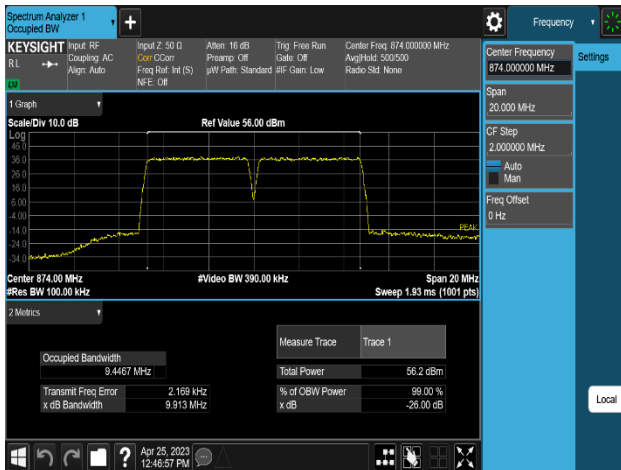 Spectrum Analyzer 1
Occupied BW
Frequency
KEYSIGHT
Input: RF
Coupling: AC
Align: Auto
Input Z: 50 Ω
Corr CCorr
Freq Ref: Int (S)
NFE: Off
Atten: 16 dB
Preamp: Off
µW Path: Standard
Trig: Free Run
Gate: Off
#IF Gain: Low
Center Freq: 874.000000 MHz
Avg|Hold: 500/500
Radio Std: None
R L
LXI
1 Graph
Scale/Div 10.0 dB
Ref Value 56.00 dBm
Log
46.0
36.0
26.0
16.0
6.00
-4.00
-14.0
-24.0
-34.0
PEAK
Center 874.00 MHz
#Video BW 390.00 kHz
Span 20 MHz
#Res BW 100.00 kHz
Sweep 1.93 ms (1001 pts)
2 Metrics
Measure Trace
Trace 1
Occupied Bandwidth
9.4467 MHz
Total Power
56.2 dBm
Transmit Freq Error
2.169 kHz
% of OBW Power
99.00 %
x dB Bandwidth
9.913 MHz
x dB
-26.00 dB
Center Frequency
874.000000 MHz
Settings
Span
20.000 MHz
CF Step
2.000000 MHz
Auto
Man
Freq Offset
0 Hz
Local
?
Apr 25, 2023
12:46:57 PM